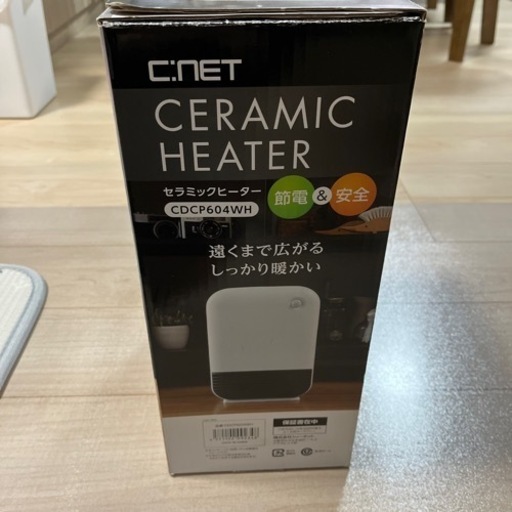 C:NET
CERAMIC
HEATER
セラミックヒーター
CDCP604WH
節電 & 安全
遠くまで広がる
しっかり暖かい
保証書在中